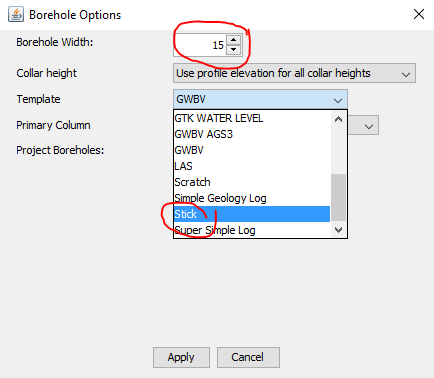 Borehole Options
Borehole Width:
15
Collar height
Use profile elevation for all collar heights
Template
GWBV
GTK WATER LEVEL
Primary Column
GWBV AGS3
Project Boreholes:
GWBV
LAS
Scratch
Simple Geology Log
Stick
Super Simple Log
Apply
Cancel